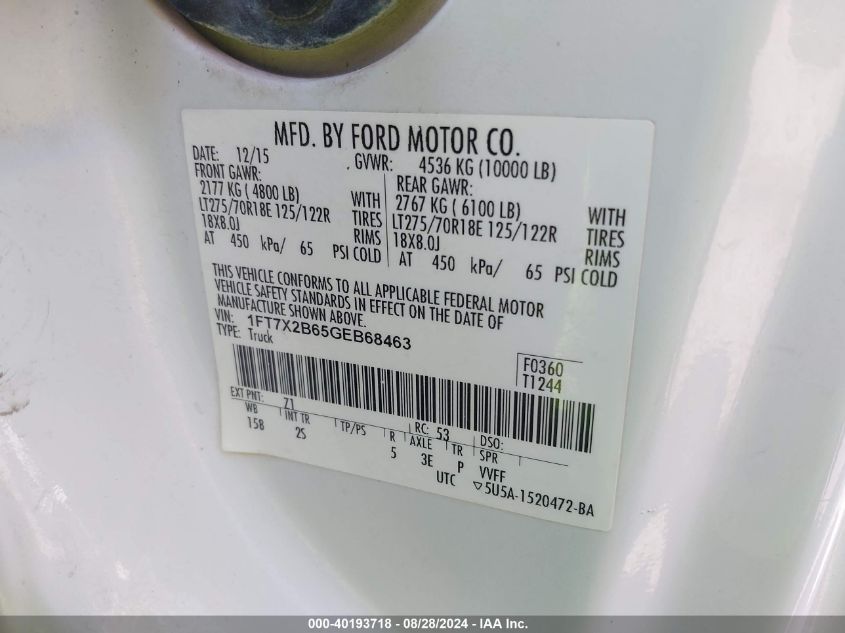 MFD. BY FORD MOTOR CO.
DATE: 12/15 GVWR: 4536 KG (10000 LB)
FRONT GAWR: REAR GAWR:
2177 KG ( 4800 LB) WITH 2767 KG ( 6100 LB) WITH
LT275/70R18E 125/122R TIRES LT275/70R18E 125/122R TIRES
18X8.0J RIMS 18X8.0J RIMS
AT 450 kPa/ 65 PSI COLD AT 450 kPa/ 65 PSI COLD
THIS VEHICLE CONFORMS TO ALL APPLICABLE FEDERAL MOTOR
VEHICLE SAFETY STANDARDS IN EFFECT ON THE DATE OF
MANUFACTURE SHOWN ABOVE.
VIN: 1FT7X2B65GEB68463
TYPE: Truck
F0360
T1244
EXT PNT: Z1 RC: 53 DSO:
WB INT TR TP/PS R AXLE TR SPR
158 2S 5 3E P VVFF
UTC ▽5U5A-1520472-BA
000-40193718 - 08/28/2024 - IAA Inc.